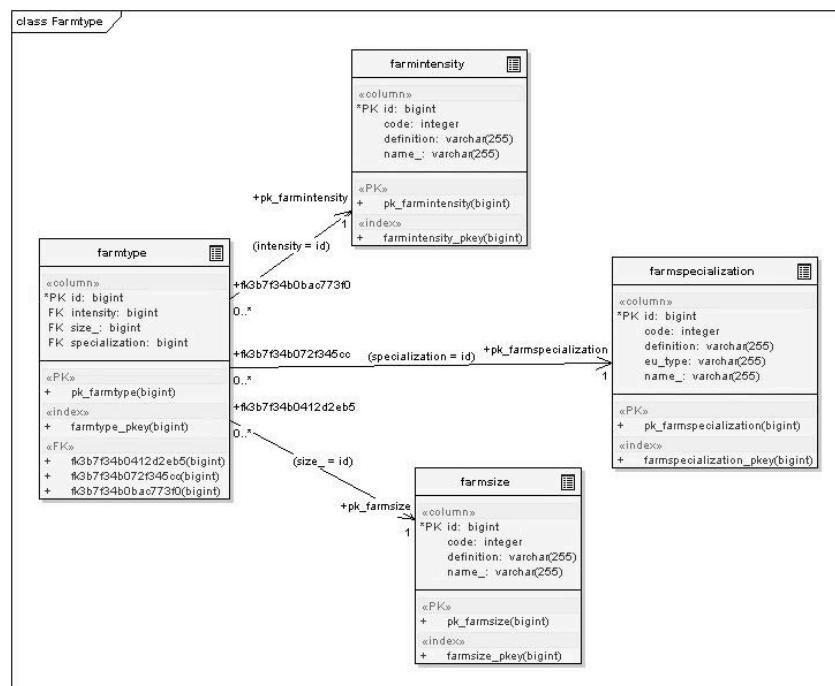 class Farmtype
farmintensity
«column»
*PK id: bigint
code: integer
definition: varchar(255)
name_: varchar(255)
«PK»
+ pk_farmintensity(bigint)
«index»
+ farmintensity_pkey(bigint)
+pk_farmintensity
1
(intensity = id)
+fk3b7f34b0bac773f0
0..*
farmtype
«column»
*PK id: bigint
FK intensity: bigint
FK size_: bigint
FK specialization: bigint
«PK»
+ pk_farmtype(bigint)
«index»
+ farmtype_pkey(bigint)
«FK»
+ fk3b7f34b0412d2eb5(bigint)
+ fk3b7f34b072f345cc(bigint)
+ fk3b7f34b0bac773f0(bigint)
+fk3b7f34b072f345cc
0..*
(specialization = id)
+pk_farmspecialization
1
farmspecialization
«column»
*PK id: bigint
code: integer
definition: varchar(255)
eu_type: varchar(255)
name_: varchar(255)
«PK»
+ pk_farmspecialization(bigint)
«index»
+ farmspecialization_pkey(bigint)
+fk3b7f34b0412d2eb5
0..*
(size_ = id)
+pk_farmsize
1
farmsize
«column»
*PK id: bigint
code: integer
definition: varchar(255)
name_: varchar(255)
«PK»
+ pk_farmsize(bigint)
«index»
+ farmsize_pkey(bigint)